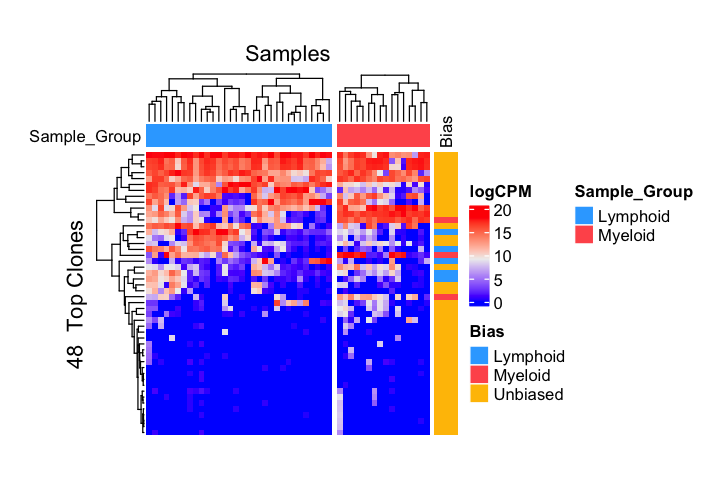 Samples
Sample_Group
Bias
48 Top Clones
logCPM
20
15
10
5
0
Sample_Group
Lymphoid
Myeloid
Bias
Lymphoid
Myeloid
Unbiased